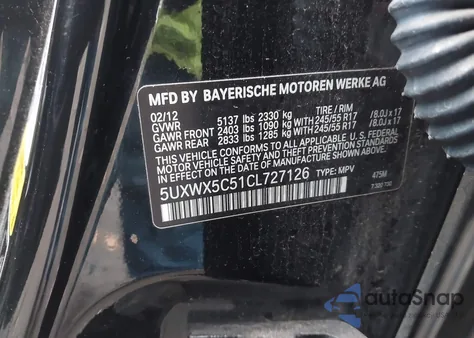 MFD BY BAYERISCHE MOTOREN WERKE AG
02/12 TIRE / RIM
GVWR 5137 lbs 2330 kg
GAWR FRONT 2403 lbs 1090 kg WITH 245/55 R17 / 8.0J x 17
GAWR REAR 2833 lbs 1285 kg WITH 245/55 R17 / 8.0J x 17
THIS VEHICLE CONFORMS TO ALL APPLICABLE U.S. FEDERAL
MOTOR VEHICLE SAFETY AND THEFT PREVENTION STANDARDS
IN EFFECT ON THE DATE OF MANUFACTURE SHOWN ABOVE.
5UXWX5C51CL727126 TYPE: MPV 475M
autoSnap